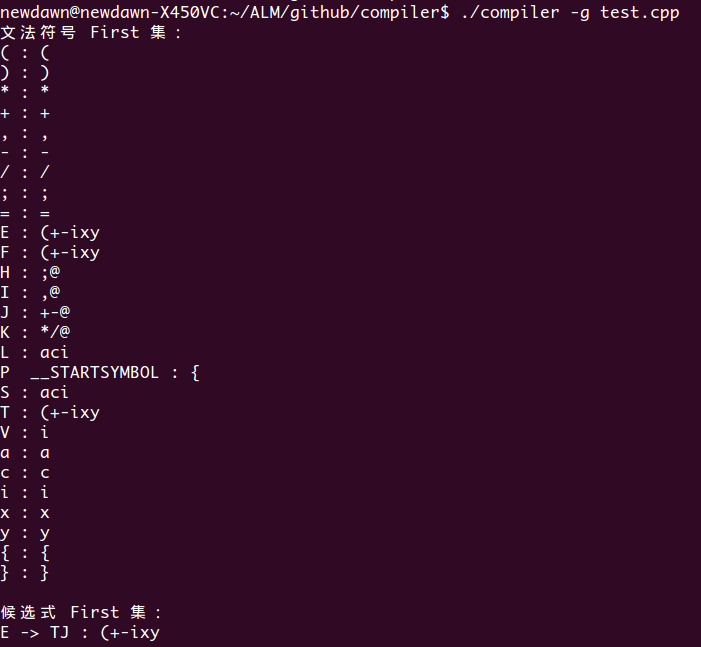 newdawn@newdawn-X450VC:~/ALM/github/compiler$ ./compiler -g test.cpp
文法符号 First 集：
( : (
) : )
* : *
+ : +
, : ,
- : -
/ : /
; : ;
= : =
E : (+-ixy
F : (+-ixy
H : ;@
I : ,@
J : +-@
K : */@
L : aci
P  __STARTSYMBOL : {
S : aci
T : (+-ixy
V : i
a : a
c : c
i : i
x : x
y : y
{ : {
} : }
候选式 First 集：
E -> TJ : (+-ixy